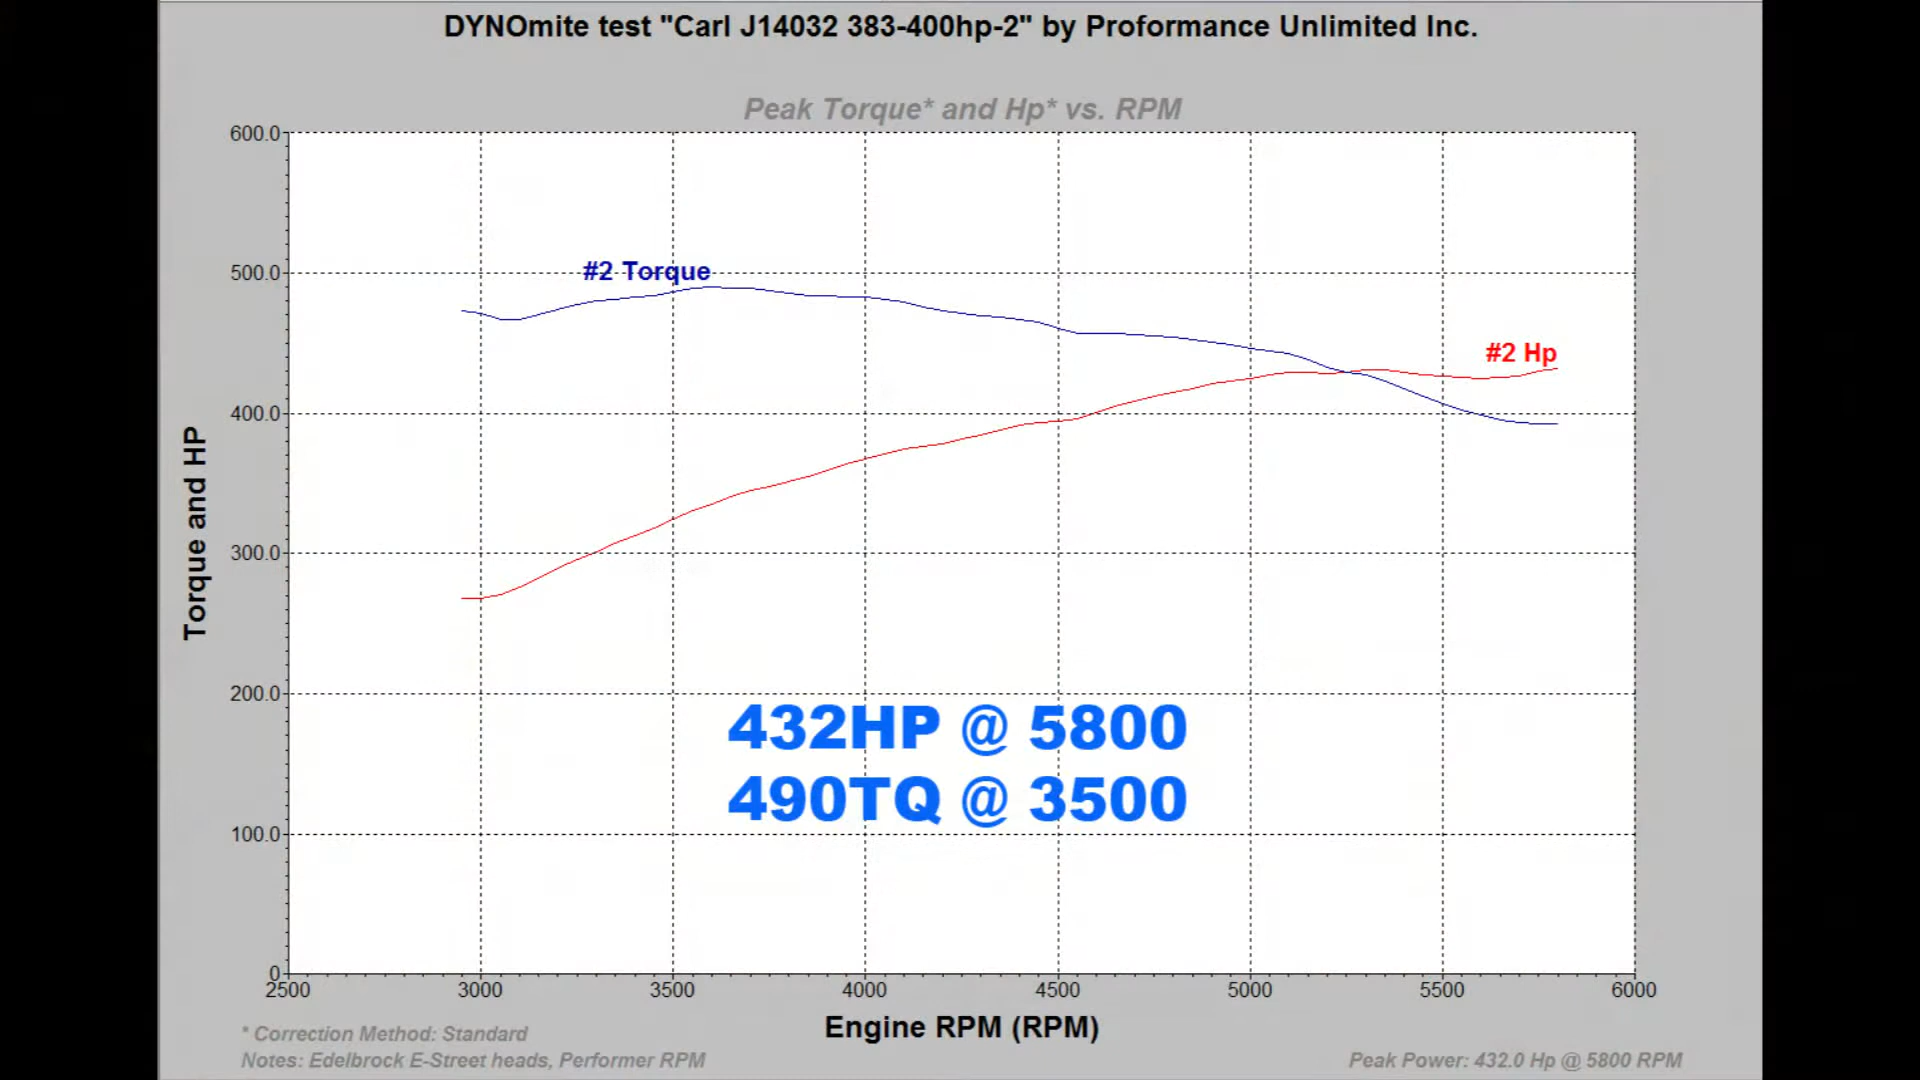 DYNOmite test "Carl J14032 383-400hp-2" by Proformance Unlimited Inc.
Peak Torque* and Hp* vs. RPM
600.0
500.0
400.0
300.0
200.0
100.0
0
Torque and HP
#2 Torque
#2 Hp
432HP @ 5800
490TQ @ 3500
2500 3000 3500 4000 4500 5000 5500 6000
Engine RPM (RPM)
* Correction Method: Standard
Notes: Edelbrock E-Street heads, Performer RPM
Peak Power: 432.0 Hp @ 5800 RPM